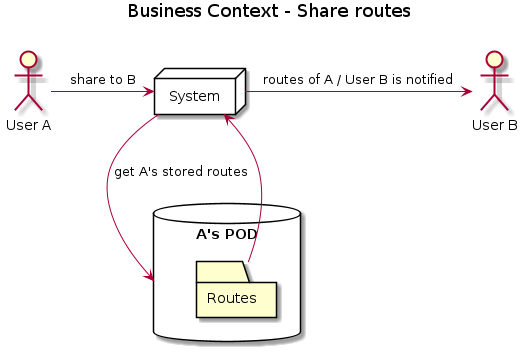 Business Context - Share routes
share to B
routes of A / User B is notified
System
User A
User B
get A's stored routes
A's POD
Routes